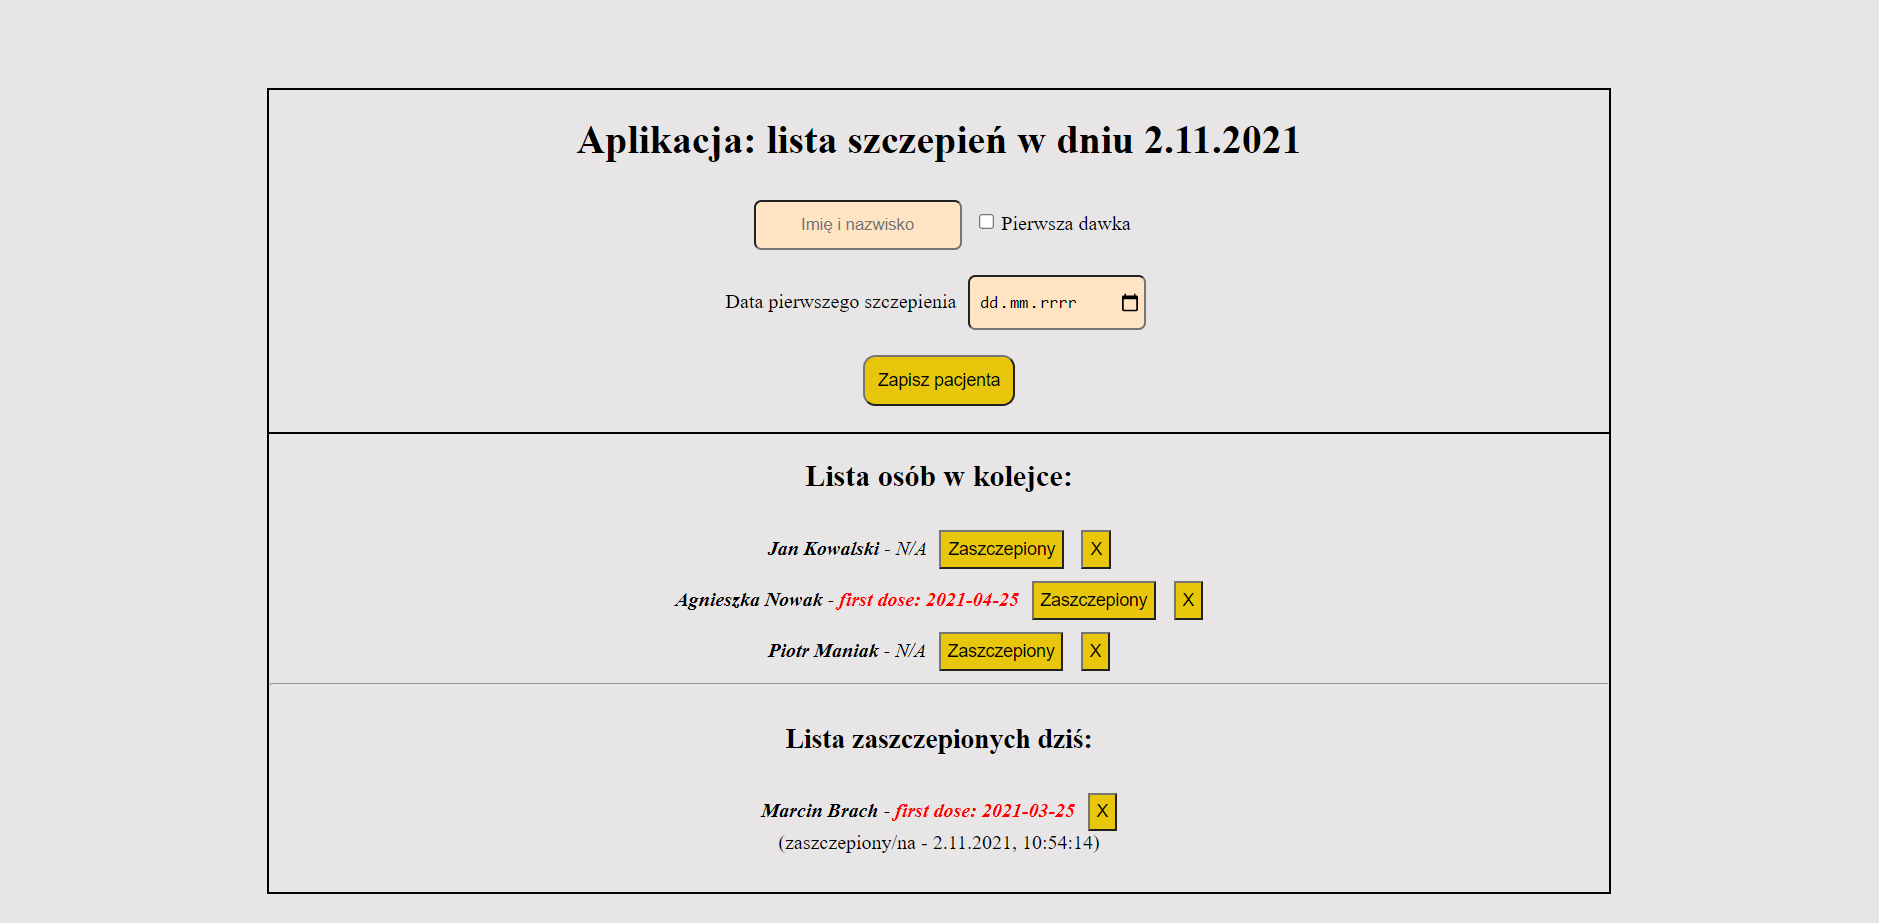 Aplikacja: lista szczepień w dniu 2.11.2021
Imię i nazwisko Pierwsza dawka
Data pierwszego szczepienia dd.mm.rrrr
Zapisz pacjenta
Lista osób w kolejce:
Jan Kowalski - N/A Zaszczepiony X
Agnieszka Nowak - first dose: 2021-04-25 Zaszczepiony X
Piotr Maniak - N/A Zaszczepiony X
Lista zaszczepionych dziś:
Marcin Brach - first dose: 2021-03-25 X
(zaszczepiony/na - 2.11.2021, 10:54:14)